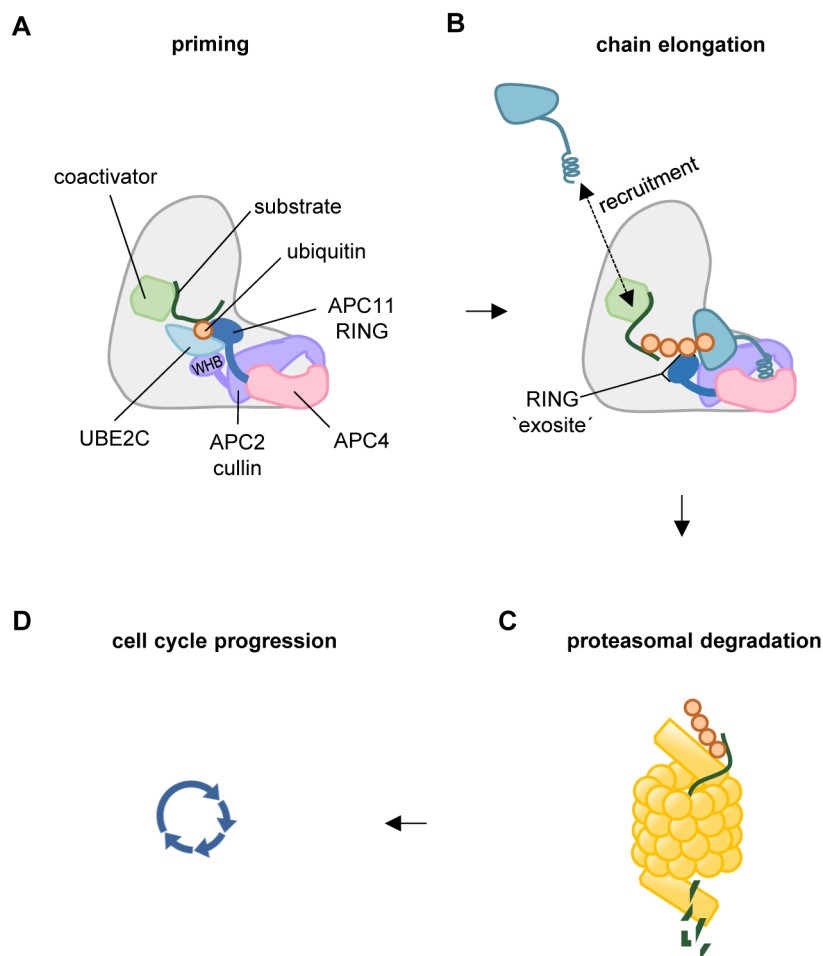 A
priming
coactivator
substrate
ubiquitin
APC11
RING
WHB
UBE2C
APC2
cullin
APC4
B
chain elongation
recruitment
RING
`exosite´
D
cell cycle progression
C
proteasomal degradation